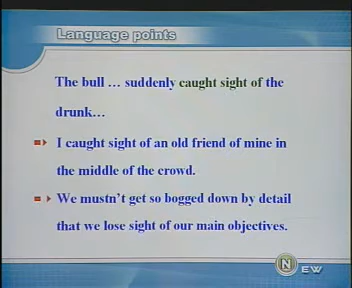 Language points
The bull … suddenly caught sight of the
drunk…
I caught sight of an old friend of mine in
the middle of the crowd.
We mustn't get so bogged down by detail
that we lose sight of our main objectives.
N EW